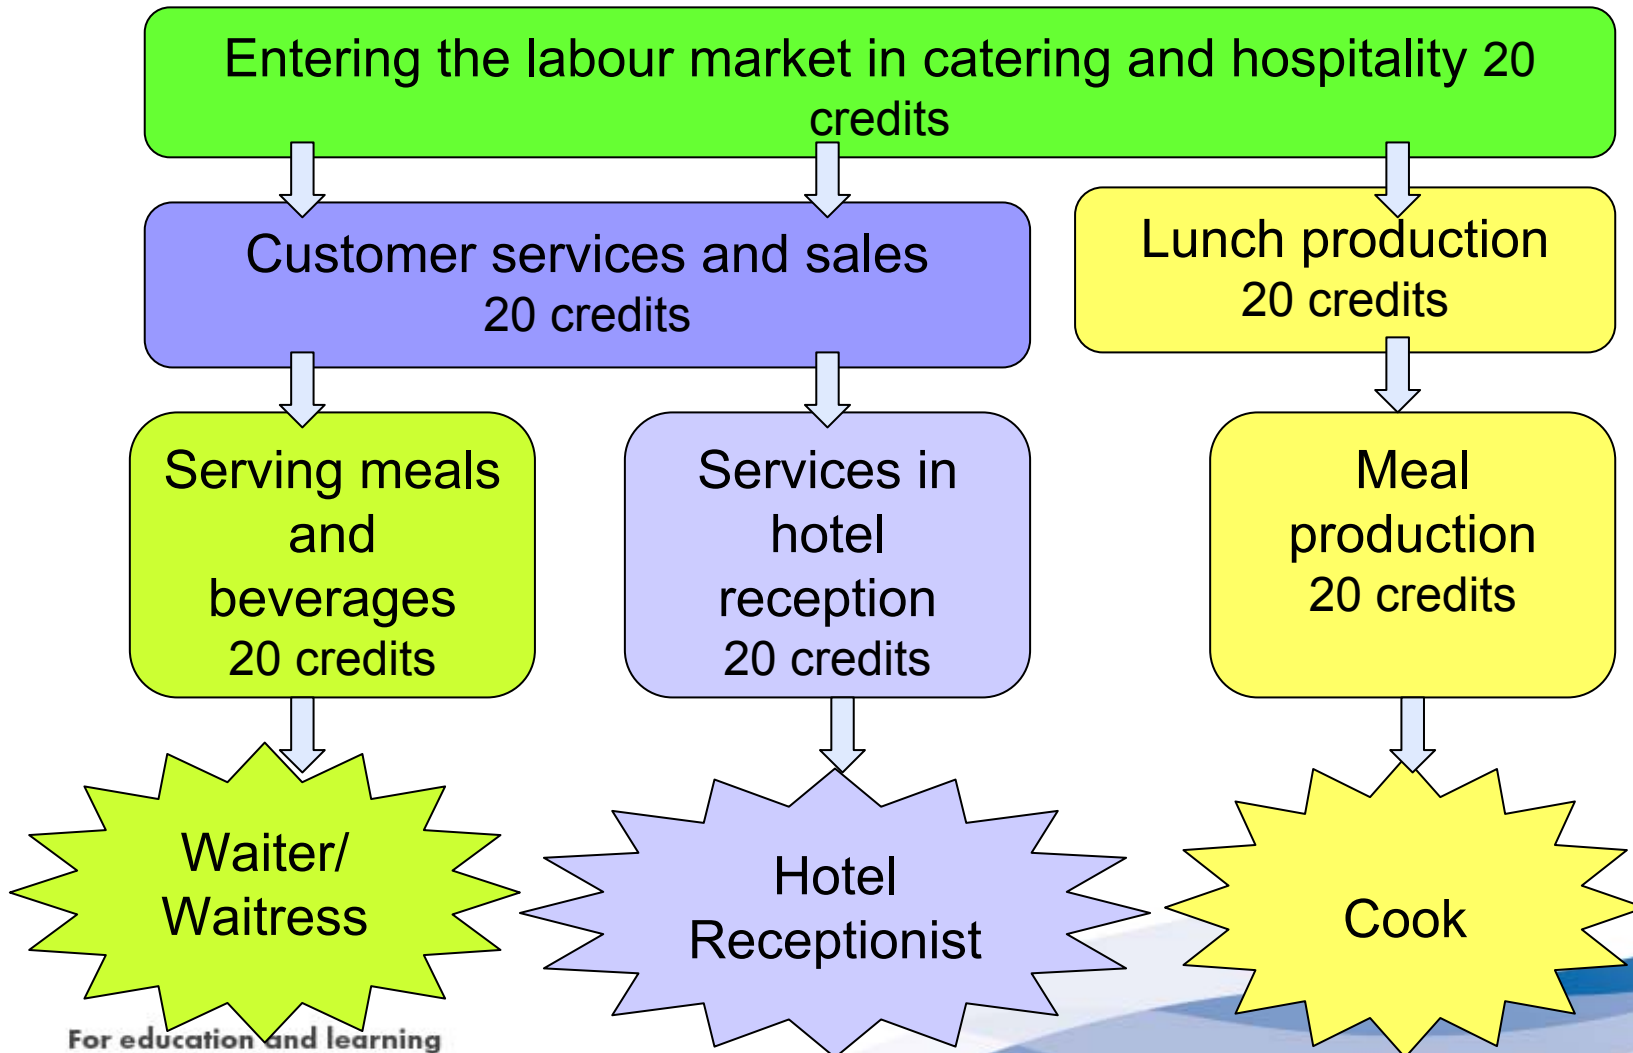 Entering the labour market in catering and hospitality 20
credits
Customer services and sales
20 credits
Lunch production
20 credits
Serving meals
and
beverages
20 credits
Services in
hotel
reception
20 credits
Meal
production
20 credits
Waiter/
Waitress
Hotel
Receptionist
Cook
For education and learning